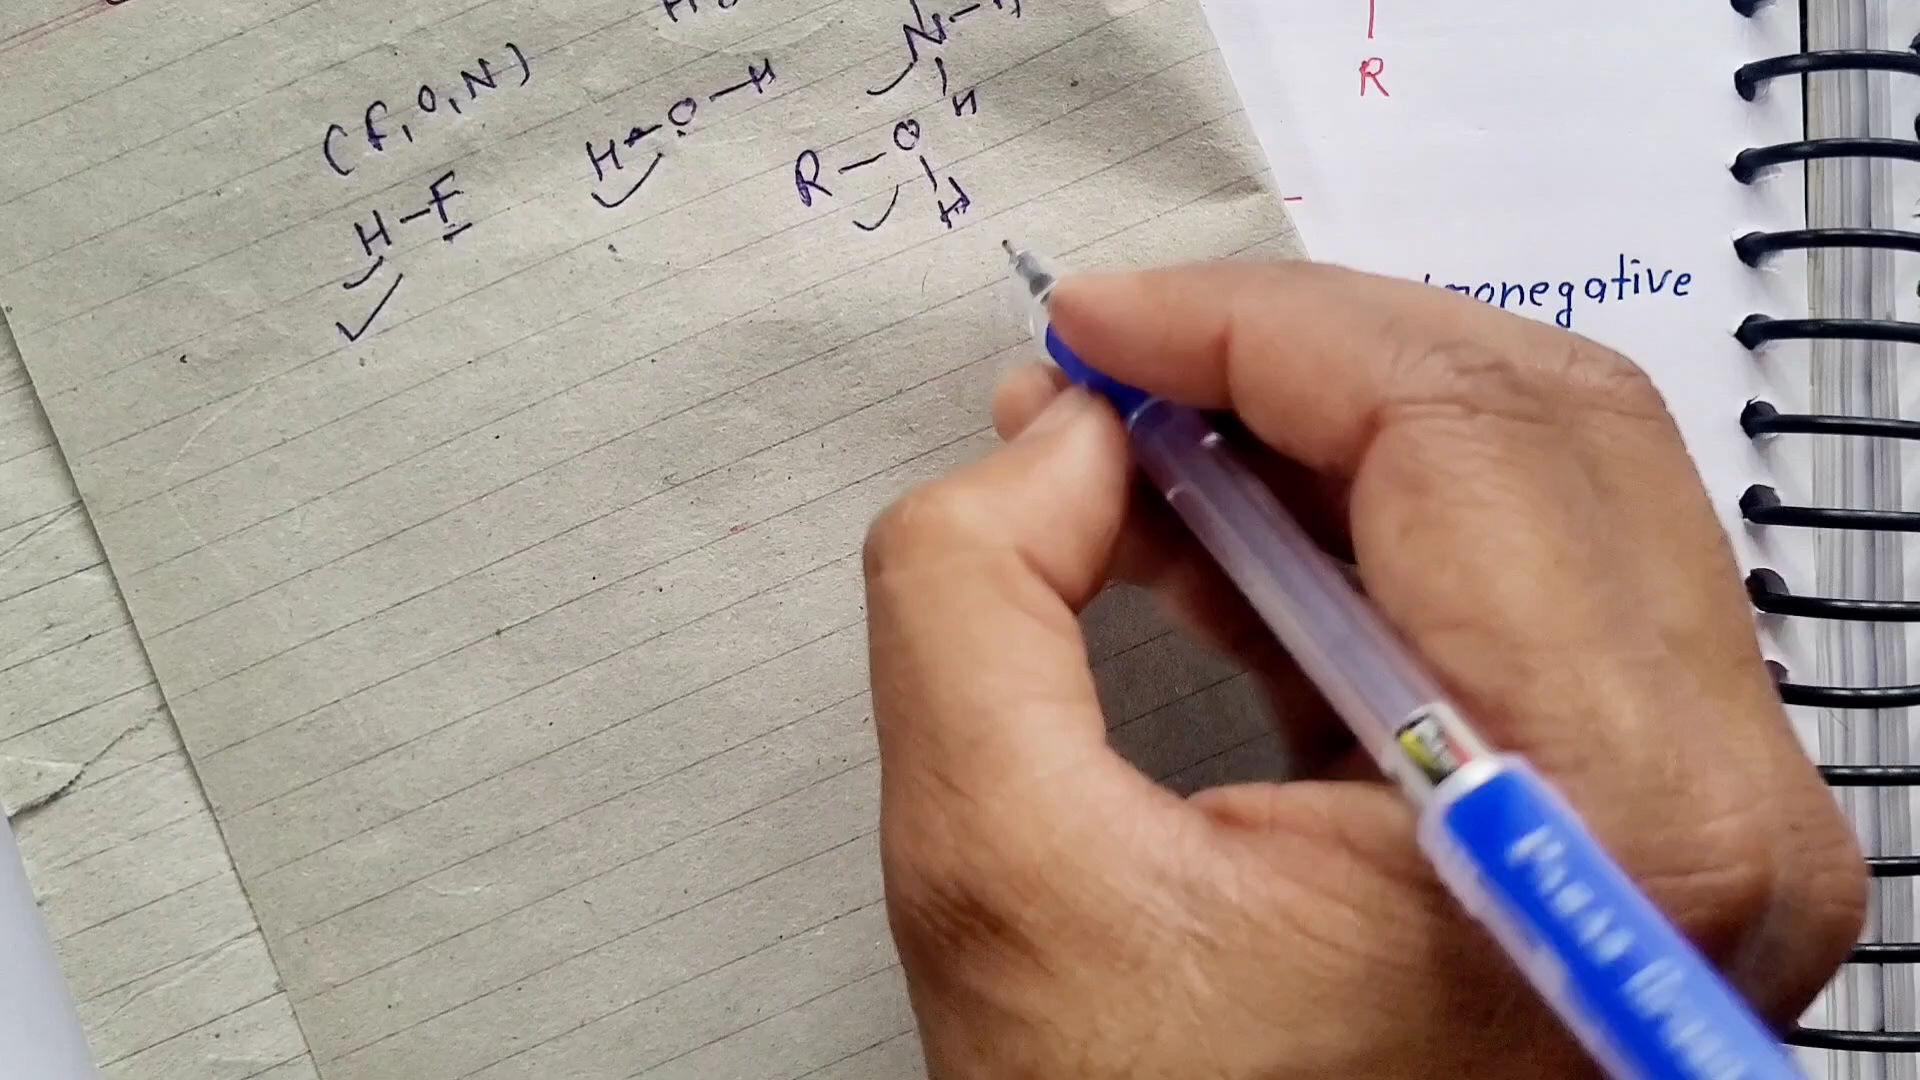 (F, O, N)
H-F
H-O-H
N-H
H
R-O
H
R
onegative